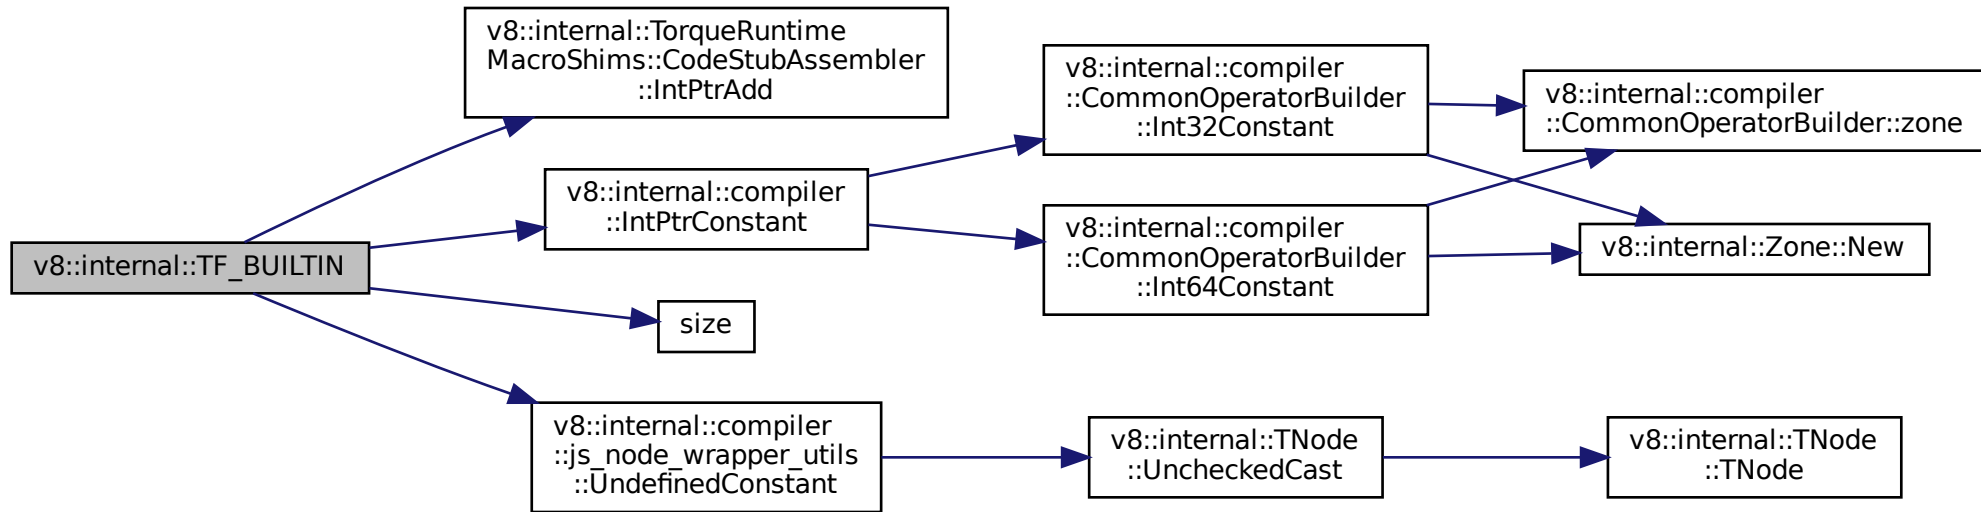 v8::internal::TF_BUILTIN
v8::internal::TorqueRuntime
MacroShims::CodeStubAssembler
::IntPtrAdd
v8::internal::compiler
::IntPtrConstant
size
v8::internal::compiler
::js_node_wrapper_utils
::UndefinedConstant
v8::internal::compiler
::CommonOperatorBuilder
::Int32Constant
v8::internal::compiler
::CommonOperatorBuilder
::Int64Constant
v8::internal::TNode
::UncheckedCast
v8::internal::compiler
::CommonOperatorBuilder::zone
v8::internal::Zone::New
v8::internal::TNode
::TNode